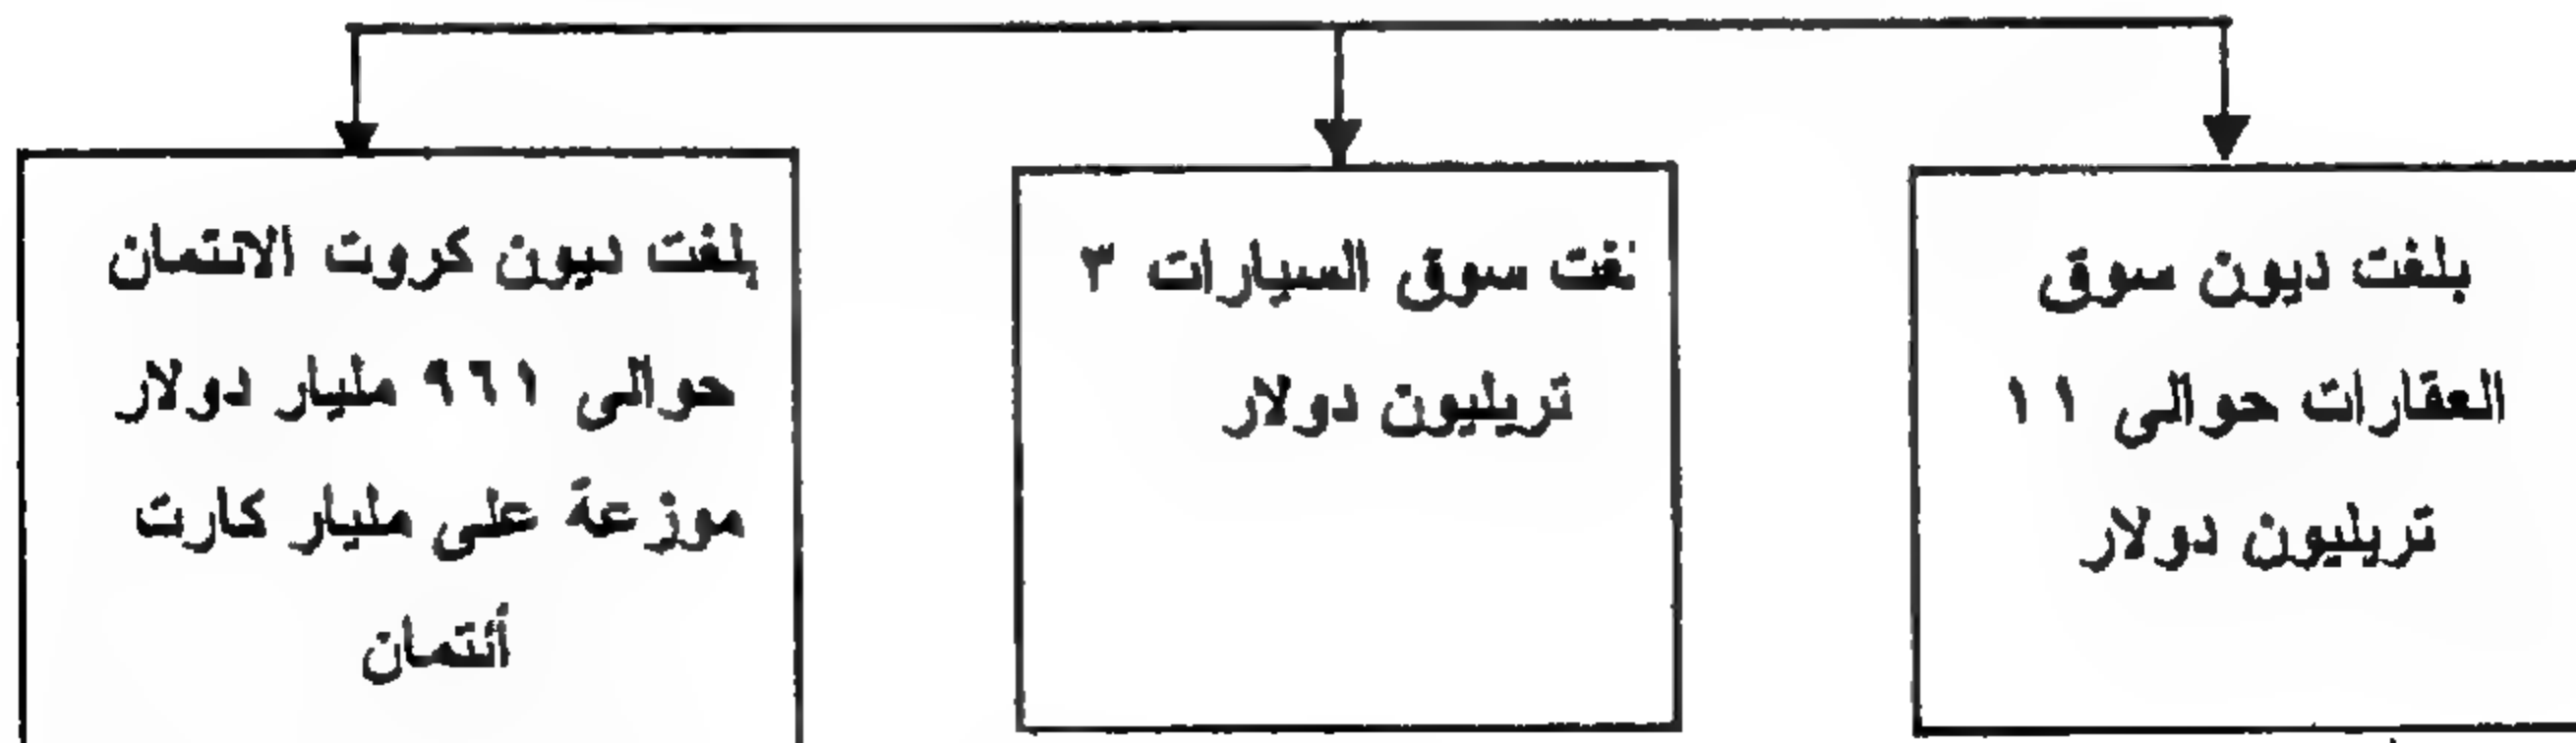 بلغت ديون سوق
العقارات حوالى ١١
تريليون دولار
سوق السيارات ٣
تريليون دولار
بلغت ديون كروت الائتمان
حوالى ٩٦١ مليار دولار
موزعة على مليار كارت
أئتمان